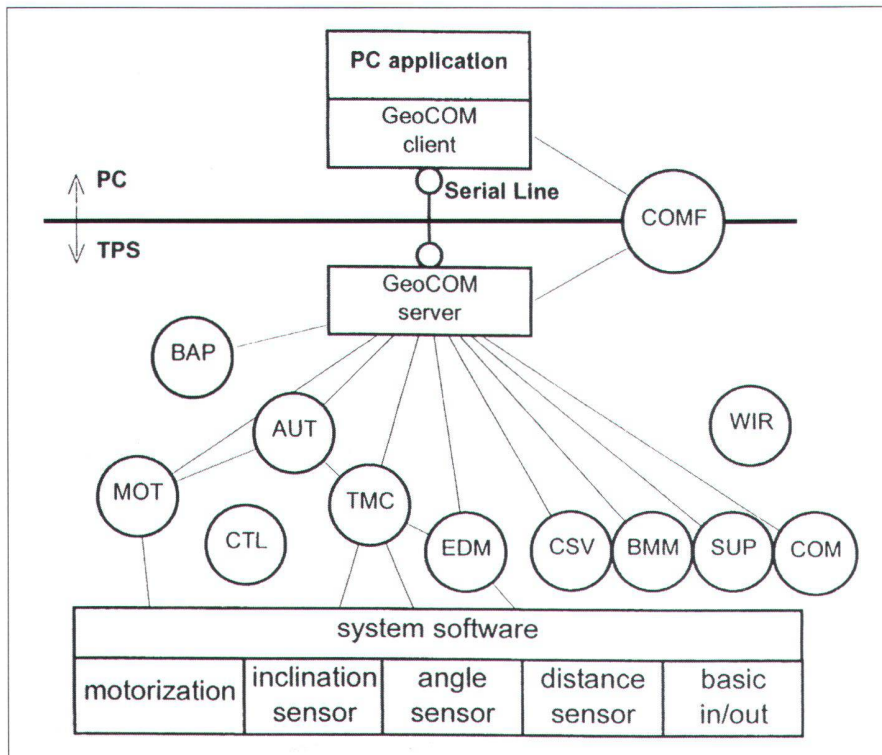 PC application
GeoCOM
client
PC
Serial Line
COMF
TPS
GeoCOM
server
BAP
AUT
WIR
MOT
TMC
CTL
EDM
CSV
BMM
SUP
COM
system software
motorization
inclination
sensor
angle
sensor
distance
sensor
basic
in/out